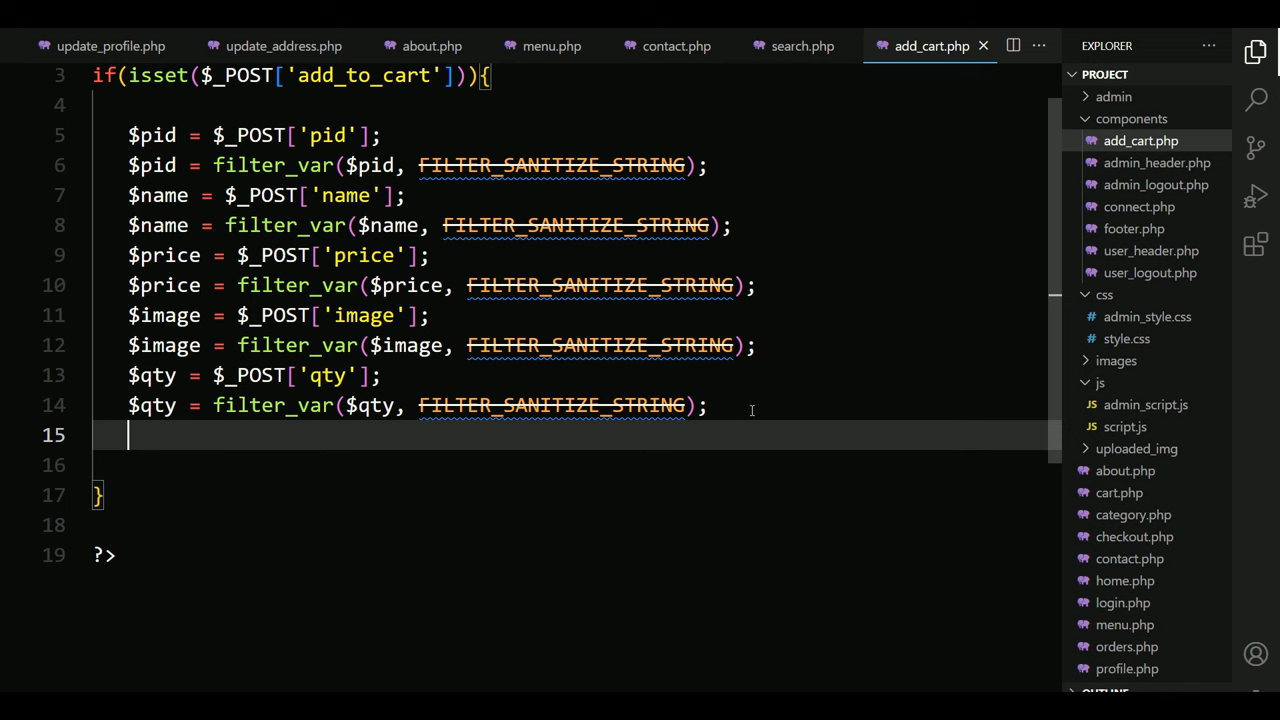 update_profile.php update_address.php about.php menu.php contact.php search.php add_cart.php
3 if(isset($_POST['add_to_cart'])){
4
5 $pid = $_POST['pid'];
6 $pid = filter_var($pid, FILTER_SANITIZE_STRING);
7 $name = $_POST['name'];
8 $name = filter_var($name, FILTER_SANITIZE_STRING);
9 $price = $_POST['price'];
10 $price = filter_var($price, FILTER_SANITIZE_STRING);
11 $image = $_POST['image'];
12 $image = filter_var($image, FILTER_SANITIZE_STRING);
13 $qty = $_POST['qty'];
14 $qty = filter_var($qty, FILTER_SANITIZE_STRING);
15
16
17 }
18
19 ?>
EXPLORER
PROJECT
admin
components
add_cart.php
admin_header.php
admin_logout.php
connect.php
footer.php
user_header.php
user_logout.php
css
admin_style.css
style.css
images
js
admin_script.js
script.js
uploaded_img
about.php
cart.php
category.php
checkout.php
contact.php
home.php
login.php
menu.php
orders.php
profile.php
OUTLINE